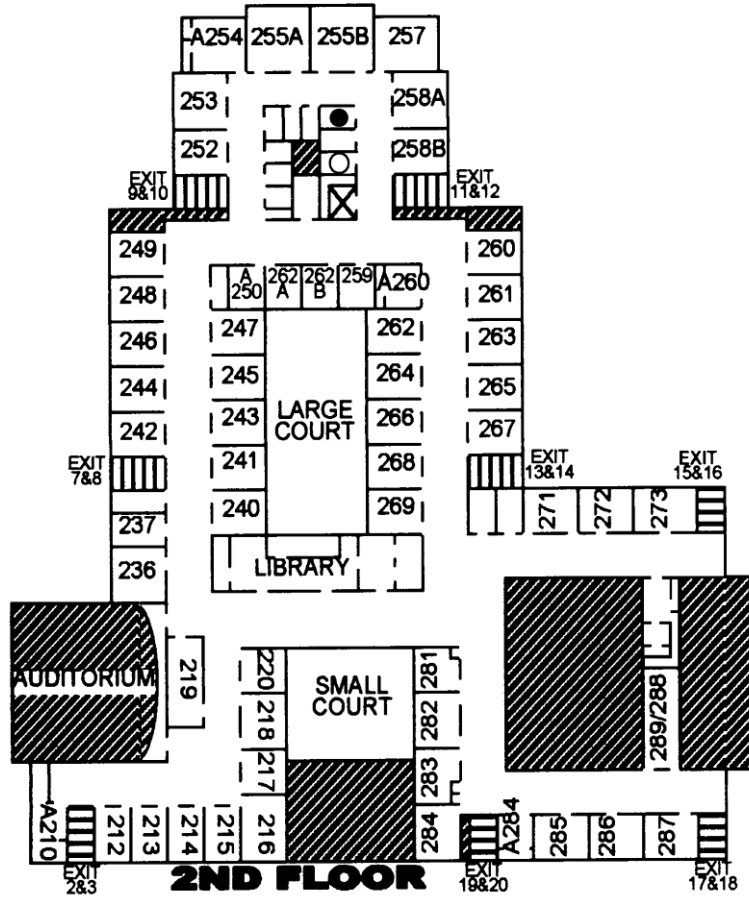 A254 255A 255B 257
253 258A
252 258B
EXIT
9&10
EXIT
11&12
249 260
A
250
262
A
262
B
259 A260
248 261
247 262
246 263
245 264
244 265
LARGE
COURT
243 266
242 267
241 268
EXIT
7&8
EXIT
13&14
EXIT
15&16
240 269
271 272 273
237
236
LIBRARY
AUDITORIUM
219
220
SMALL
COURT
281
218
282
289/288
217
283
A210
212
213
214
215
216
284
A284
285
286
287
EXIT
2&3
2ND FLOOR
EXIT
19&20
EXIT
17&18